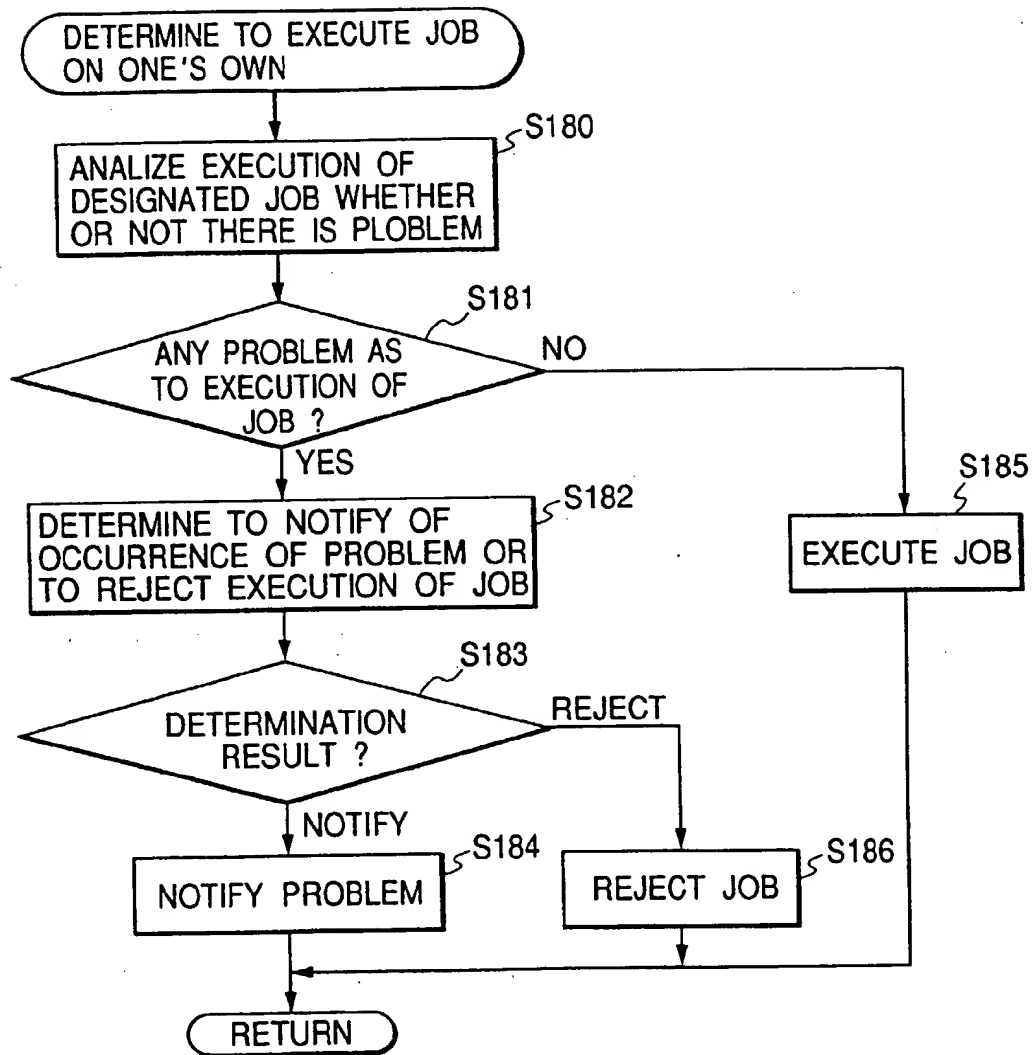 DETERMINE TO EXECUTE JOB
ON ONE'S OWN
S180
ANALIZE EXECUTION OF
DESIGNATED JOB WHETHER
OR NOT THERE IS PLOBLEM
S181
ANY PROBLEM AS
TO EXECUTION OF
JOB ?
NO
YES
S182
DETERMINE TO NOTIFY OF
OCCURRENCE OF PROBLEM OR
TO REJECT EXECUTION OF JOB
S185
EXECUTE JOB
S183
DETERMINATION
RESULT ?
REJECT
NOTIFY
S184
NOTIFY PROBLEM
S186
REJECT JOB
RETURN